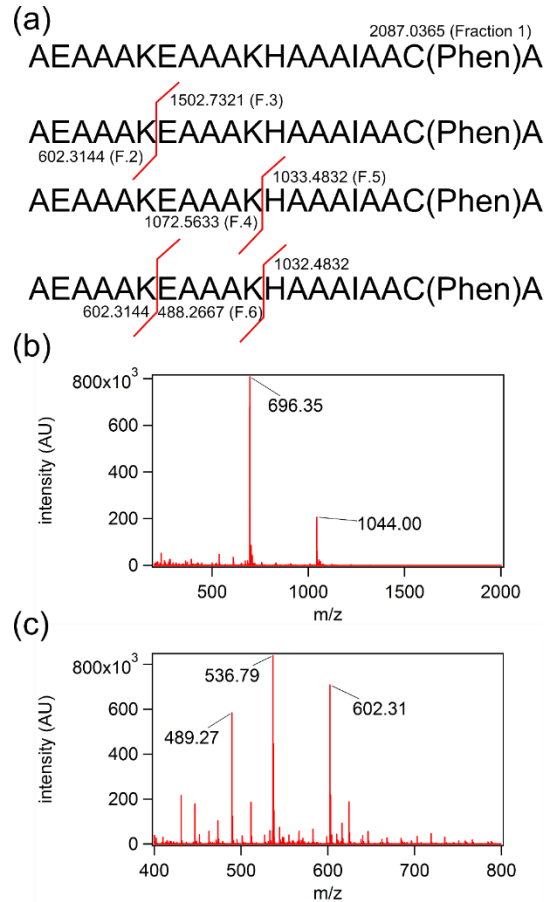 (a)
2087.0365 (Fraction 1)
AEAAAKEAAAKHAAAIAAC(Phen)A
1502.7321 (F.3)
AEAAAKEAAAKHAAAIAAC(Phen)A
602.3144 (F.2)
1033.4832 (F.5)
AEAAAKEAAAKHAAAIAAC(Phen)A
1072.5633 (F.4)
1032.4832
AEAAAKEAAAKHAAAIAAC(Phen)A
602.3144 488.2667 (F.6)
(b)
800x10³
696.35
600
400
1044.00
200
0
intensity (AU)
500 1000 1500 2000
m/z
(c)
536.79
800x10³
602.31
489.27
600
400
200
0
intensity (AU)
400 500 600 700 800
m/z